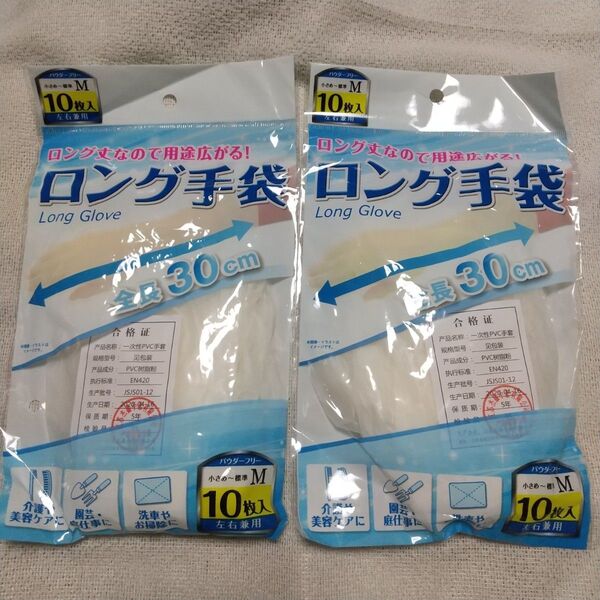 パウダーフリー
小さめ～標準 M
10枚入
左右兼用
ロング丈なので用途広がる!
ロング手袋
Long Glove
全長30cm
合格证
产品名称: 一次性PVC手套
规格型号: 见包装
产品成分: PVC树脂粉
执行标准: EN420
生产批号: JSJS01-12
生产日期
保质期 5年
检验员
介護や
美容ケアに
園芸・
庭仕事に
洗車や
お掃除に
パウダーフリー
小さめ～標準 M
10枚入
左右兼用
パウダーフリー
小さめ～標準 M
10枚入
左右兼用
ロング丈なので用途広がる!
ロング手袋
Long Glove
全長30cm
合格证
产品名称: 一次性PVC手套
规格型号: 见包装
产品成分: PVC树脂粉
执行标准: EN420
生产批号: JSJS01-12
生产日期
保质期 5年
介護や
美容ケアに
園芸・
庭仕事に
洗車や
パウダーフリー
小さめ～標準 M
10枚入
左右兼用